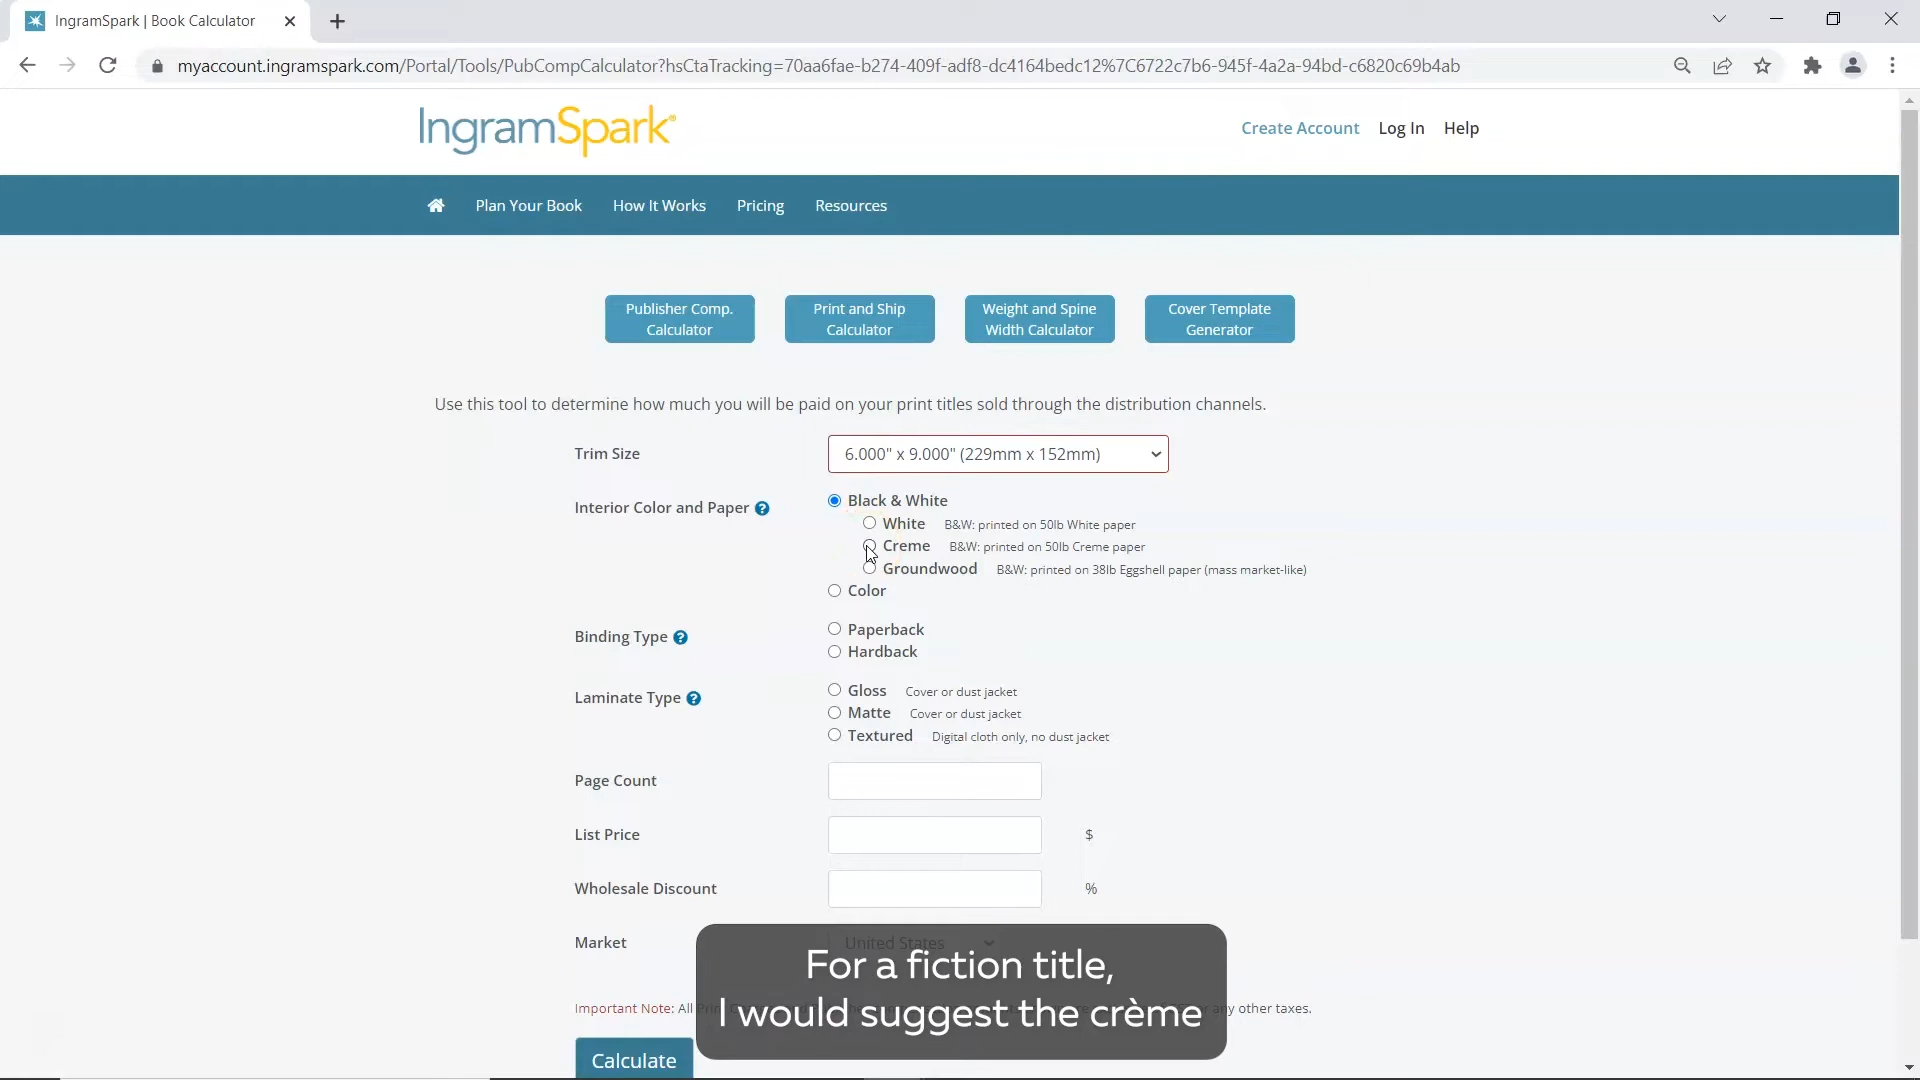 IngramSpark | Book Calculator
myaccount.ingramspark.com/Portal/Tools/PubCompCalculator?hsCtaTracking=70aa6fae-b274-409f-adf8-dc4164bedc12%7C6722c7b6-945f-4a2a-94bd-c6820c69b4ab
IngramSpark®
Create Account Log In Help
Plan Your Book How It Works Pricing Resources
Publisher Comp. Calculator
Print and Ship Calculator
Weight and Spine Width Calculator
Cover Template Generator
Use this tool to determine how much you will be paid on your print titles sold through the distribution channels.
Trim Size 6.000" x 9.000" (229mm x 152mm)
Interior Color and Paper ? Black & White
White B&W: printed on 50lb White paper
Creme B&W: printed on 50lb Creme paper
Groundwood B&W: printed on 38lb Eggshell paper (mass market-like)
Color
Binding Type ? Paperback
Hardback
Laminate Type ? Gloss Cover or dust jacket
Matte Cover or dust jacket
Textured Digital cloth only, no dust jacket
Page Count
List Price $
Wholesale Discount %
Market United States
Important Note: All any other taxes.
For a fiction title,
I would suggest the crème
Calculate